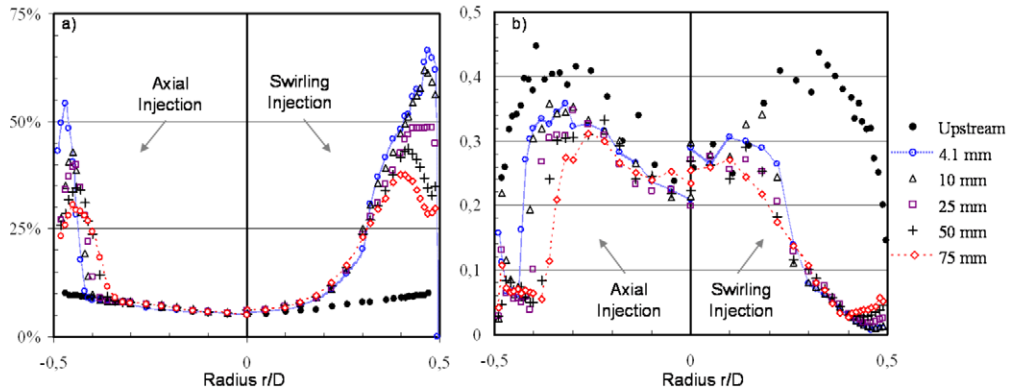 a)
75%
50%
25%
0%
Axial
Injection
Swirling
Injection
-0,5
0
0,5
Radius r/D
b)
0,5
0,4
0,3
0,2
0,1
0
Axial
Injection
Swirling
Injection
-0,5
0
0,5
Radius r/D
Upstream
4.1 mm
10 mm
25 mm
50 mm
75 mm